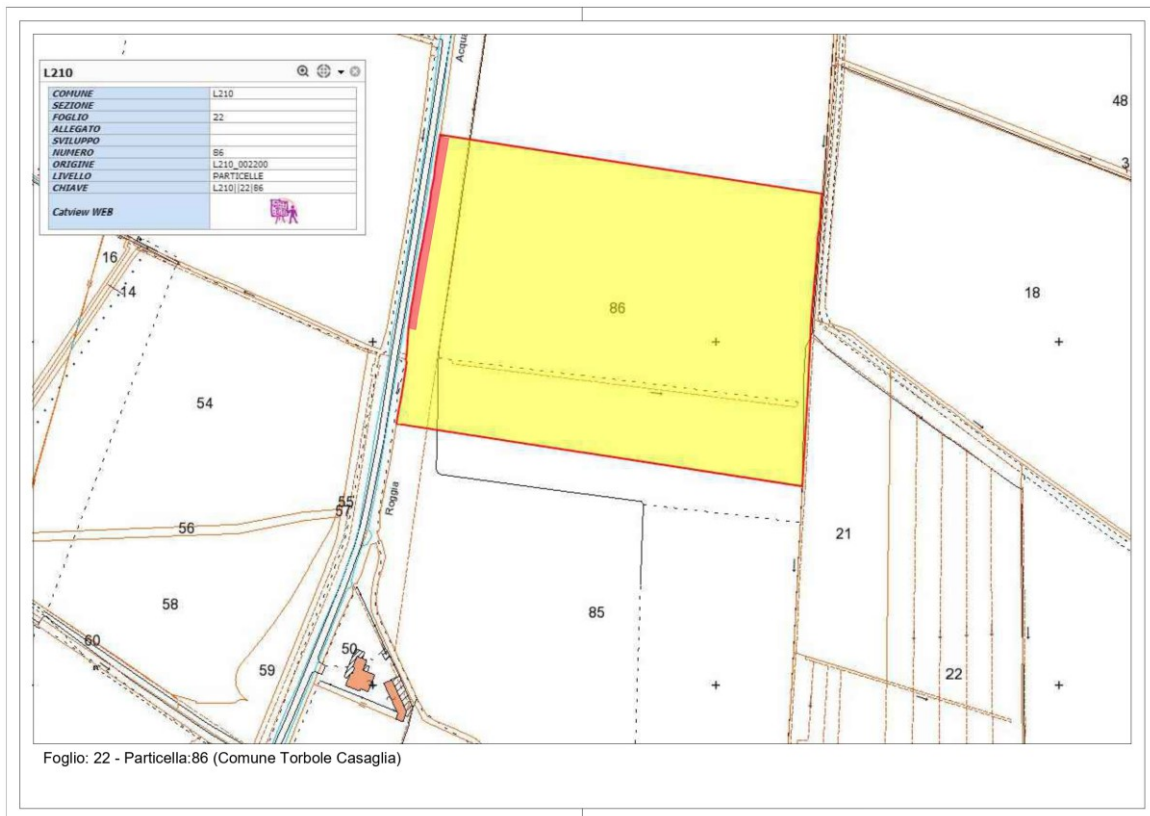 L210
COMUNE L210
SEZIONE
FOGLIO 22
ALLEGATO
SVILUPPO
NUMERO 86
ORIGINE L210_002200
LIVELLO PARTICELLE
CHIAVE L210||22|86
Catview WEB
Acqua
48
3
16
14
86
18
54
Roggia
55
57
56
21
58
85
60
50
59
22
Foglio: 22 - Particella:86 (Comune Torbole Casaglia)